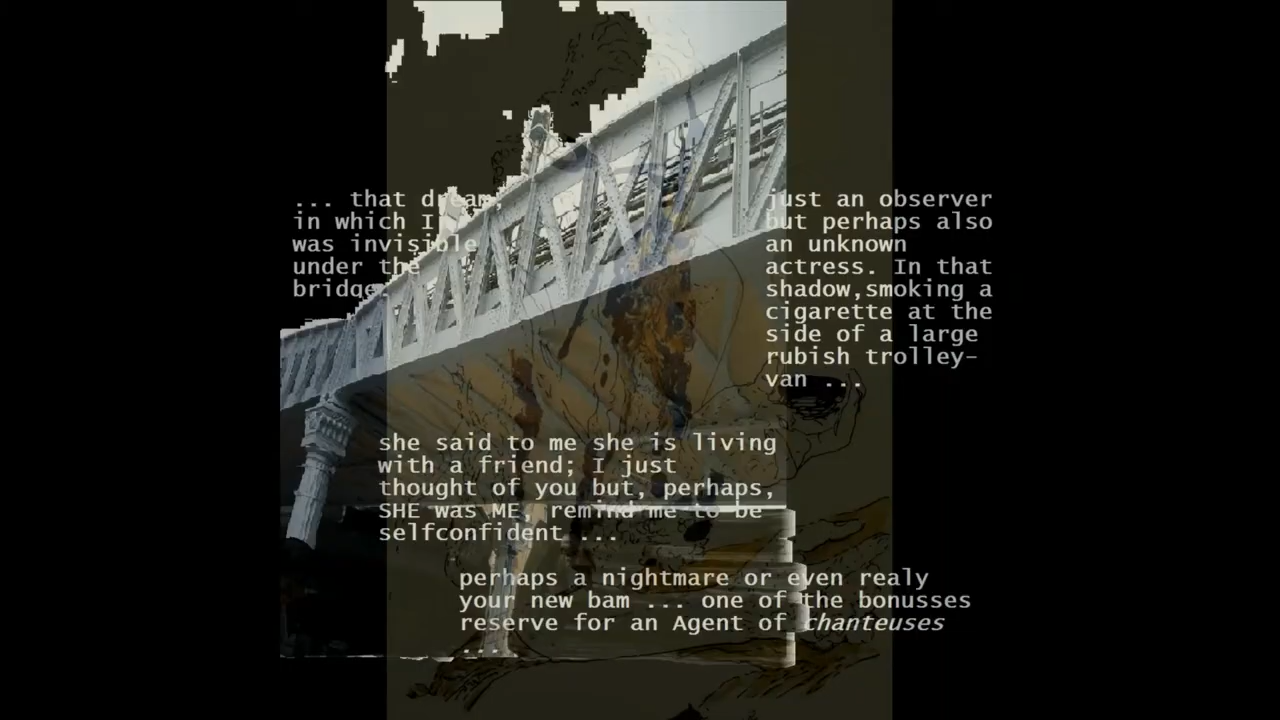 ... that dream,
in which I
was invisible
under the
bridge.
just an observer
but perhaps also
an unknown
actress. In that
shadow,smoking a
cigarette at the
side of a large
rubish trolley-
van ...
she said to me she is living
with a friend; I just
thought of you but, perhaps,
SHE was ME, remind me to be
selfconfident ...
perhaps a nightmare or even realy
your new bam ... one of the bonusses
reserve for an Agent of chanteuses
...